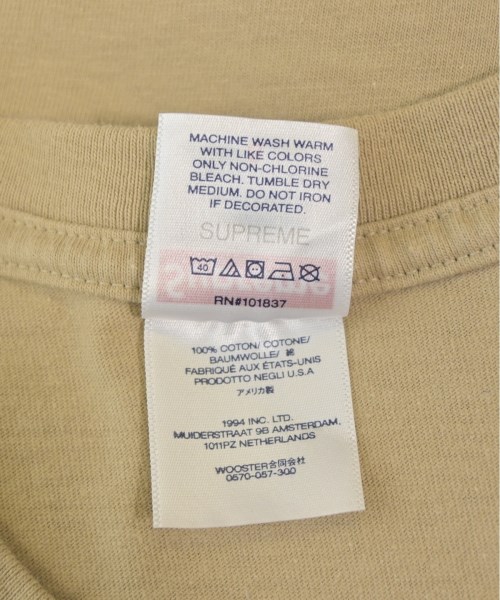 MACHINE WASH WARM
WITH LIKE COLORS
ONLY NON-CHLORINE
BLEACH. TUMBLE DRY
MEDIUM. DO NOT IRON
IF DECORATED.
SUPREME
40
RN#101837
100% COTON/ COTONE/
BAUMWOLLE/ 綿
FABRIQUÉ AUX ÉTATS-UNIS
PRODOTTO NEGLI U.S.A
アメリカ製
1994 INC. LTD.
MUIDERSTRAAT 9B AMSTERDAM,
1011PZ NETHERLANDS
WOOSTER合同会社
0570-057-300